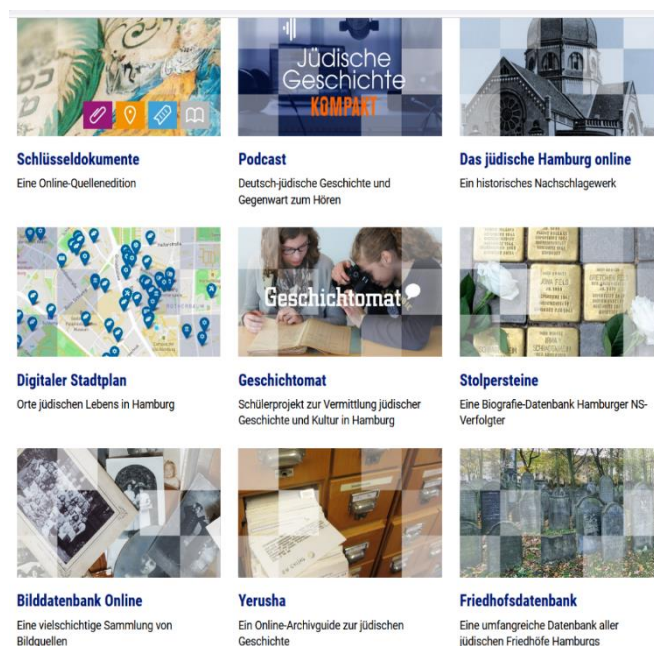 Jüdische
Geschichte
KOMPAKT
Schlüsseldokumente
Eine Online-Quellenedition
Podcast
Deutsch-jüdische Geschichte und
Gegenwart zum Hören
Das jüdische Hamburg online
Ein historisches Nachschlagewerk
Geschichtomat
Digitaler Stadtplan
Orte jüdischen Lebens in Hamburg
Geschichtomat
Schülerprojekt zur Vermittlung jüdischer
Geschichte und Kultur in Hamburg
Stolpersteine
Eine Biografie-Datenbank Hamburger NS-
Verfolgter
Bilddatenbank Online
Eine vielschichtige Sammlung von
Bildquellen
Yerusha
Ein Online-Archivguide zur jüdischen
Geschichte
Friedhofsdatenbank
Eine umfangreiche Datenbank aller
jüdischen Friedhöfe Hamburgs